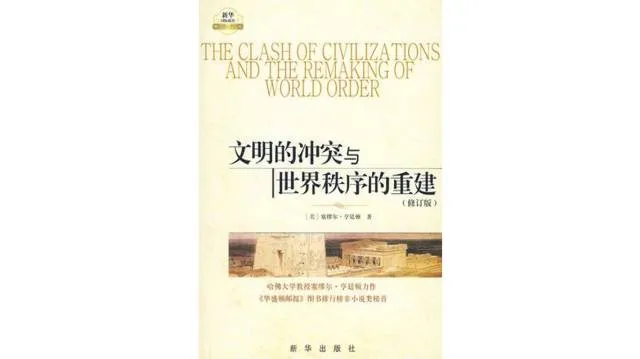 新华
THE CLASH OF CIVILIZATIONS
AND THE REMAKING OF
WORLD ORDER
文明的冲突与
世界秩序的重建
（修订版）
［美］塞缪尔·亨廷顿 著
哈佛大学教授塞缪尔·亨廷顿力作
《华盛顿邮报》图书排行榜非小说类榜首
新华出版社